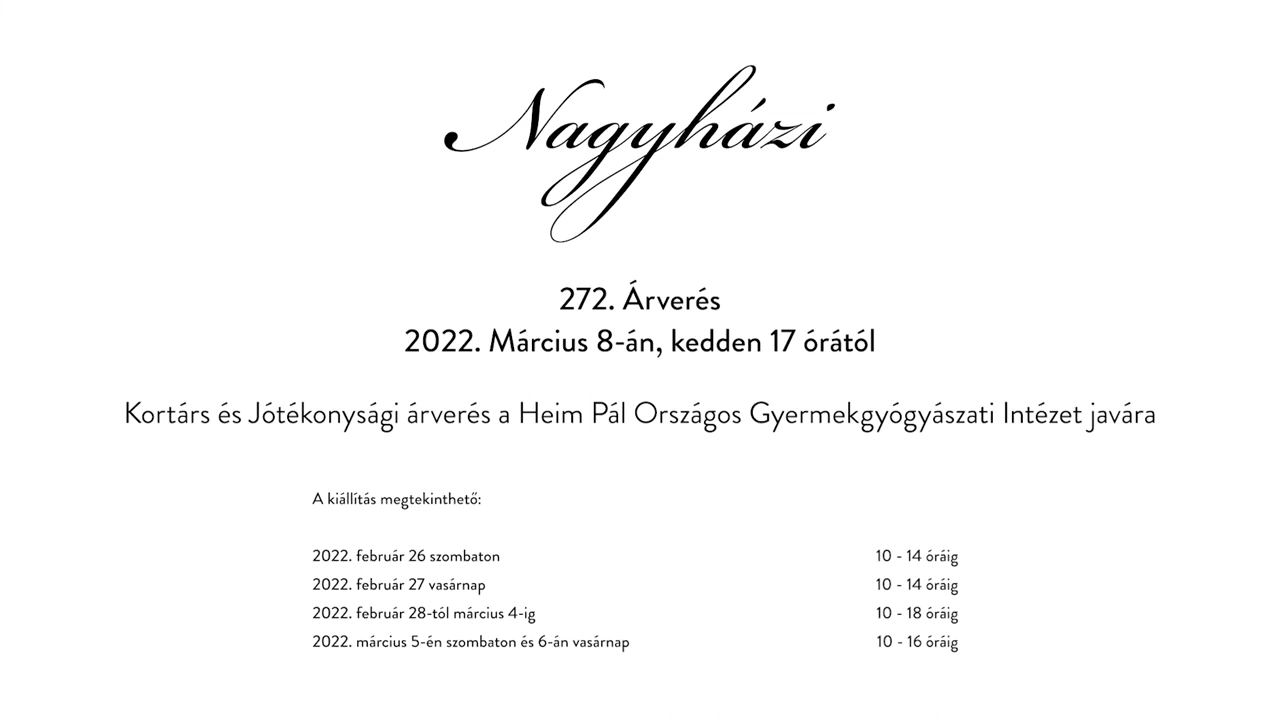 Nagyházi
272. Árverés
2022. Március 8-án, kedden 17 órától
Kortárs és Jótékonysági árverés a Heim Pál Országos Gyermekgyógyászati Intézet javára
A kiállítás megtekinthető:
2022. február 26 szombaton 10 - 14 óráig
2022. február 27 vasárnap 10 - 14 óráig
2022. február 28-tól március 4-ig 10 - 18 óráig
2022. március 5-én szombaton és 6-án vasárnap 10 - 16 óráig